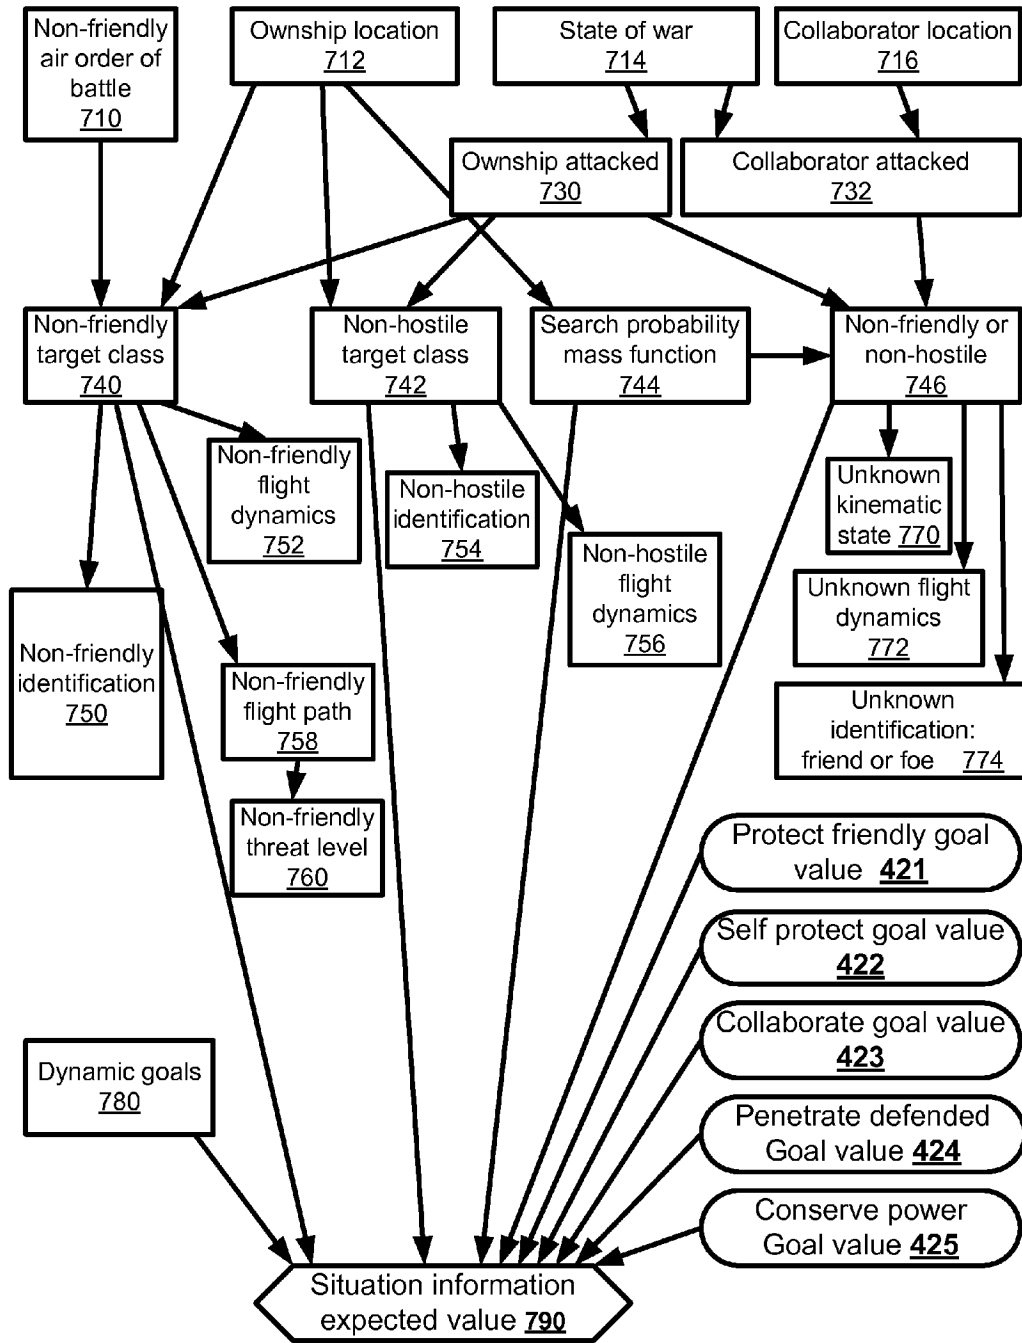 Non-friendly
air order of
battle
710
Ownship location
712
State of war
714
Collaborator location
716
Ownship attacked
730
Collaborator attacked
732
Non-friendly
target class
740
Non-hostile
target class
742
Search probability
mass function
744
Non-friendly or
non-hostile
746
Non-friendly
flight
dynamics
752
Non-hostile
identification
754
Unknown
kinematic
state 770
Non-hostile
flight
dynamics
756
Unknown flight
dynamics
772
Non-friendly
identification
750
Non-friendly
flight path
758
Unknown
identification:
friend or foe 774
Non-friendly
threat level
760
Protect friendly goal
value 421
Self protect goal value
422
Collaborate goal value
423
Dynamic goals
780
Penetrate defended
Goal value 424
Conserve power
Goal value 425
Situation information
expected value 790